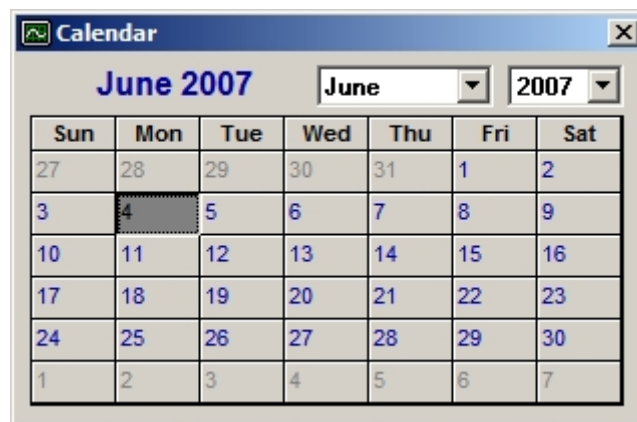 Calendar
June 2007 June 2007
Sun Mon Tue Wed Thu Fri Sat
27 28 29 30 31 1 2
3 4 5 6 7 8 9
10 11 12 13 14 15 16
17 18 19 20 21 22 23
24 25 26 27 28 29 30
1 2 3 4 5 6 7